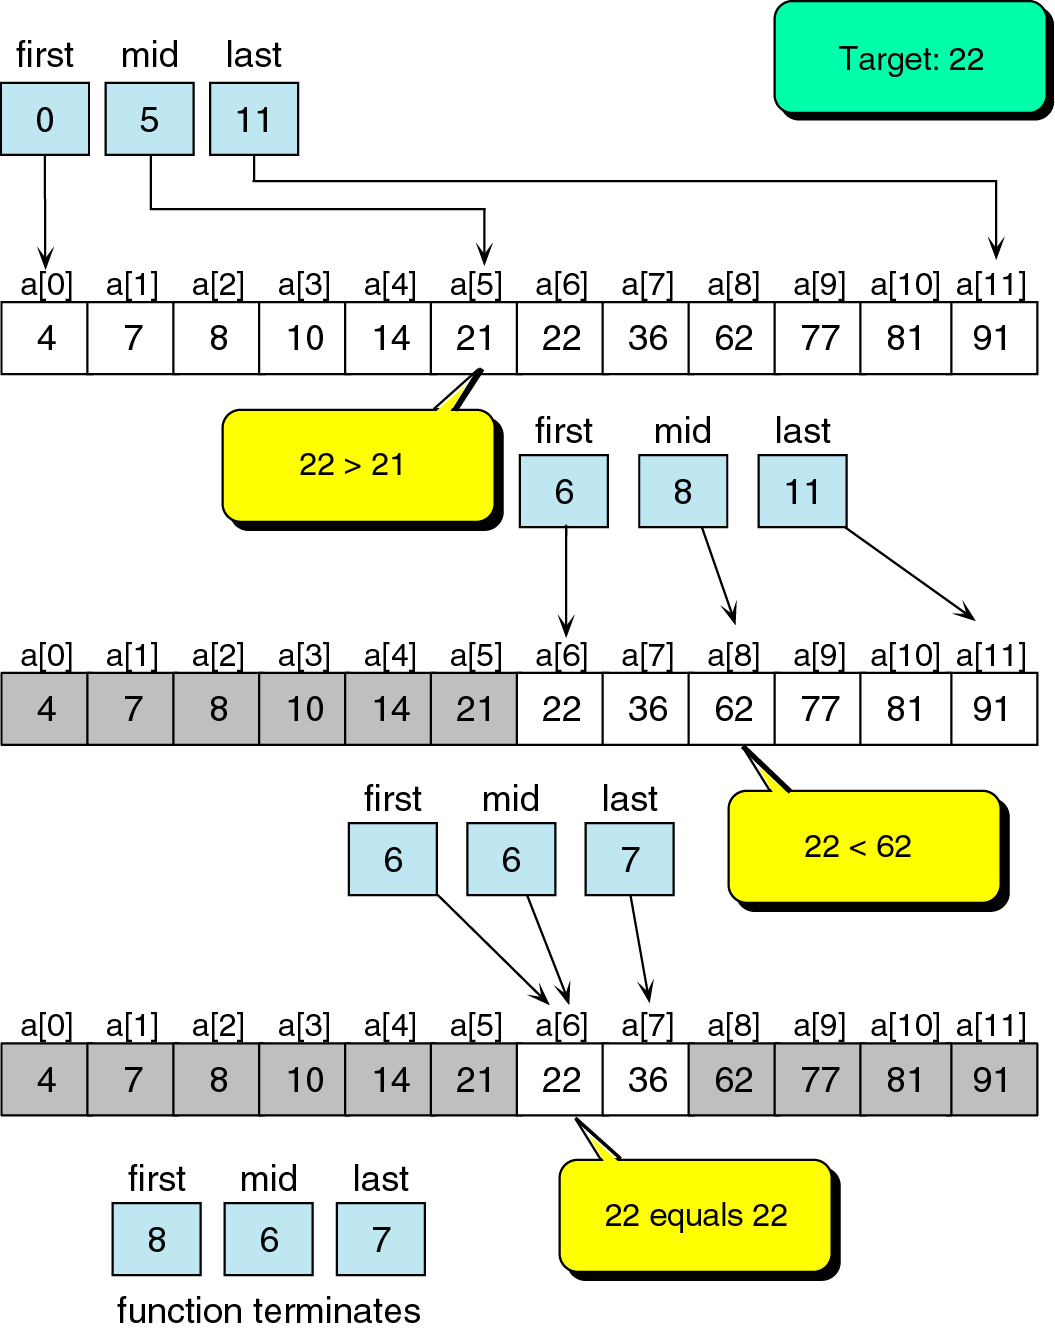 first mid last
Target: 22
0 5 11
a[0] a[1] a[2] a[3] a[4] a[5] a[6] a[7] a[8] a[9] a[10] a[11]
4 7 8 10 14 21 22 36 62 77 81 91
22 > 21
first mid last
6 8 11
a[0] a[1] a[2] a[3] a[4] a[5] a[6] a[7] a[8] a[9] a[10] a[11]
4 7 8 10 14 21 22 36 62 77 81 91
22 < 62
first mid last
6 6 7
a[0] a[1] a[2] a[3] a[4] a[5] a[6] a[7] a[8] a[9] a[10] a[11]
4 7 8 10 14 21 22 36 62 77 81 91
22 equals 22
first mid last
8 6 7
function terminates